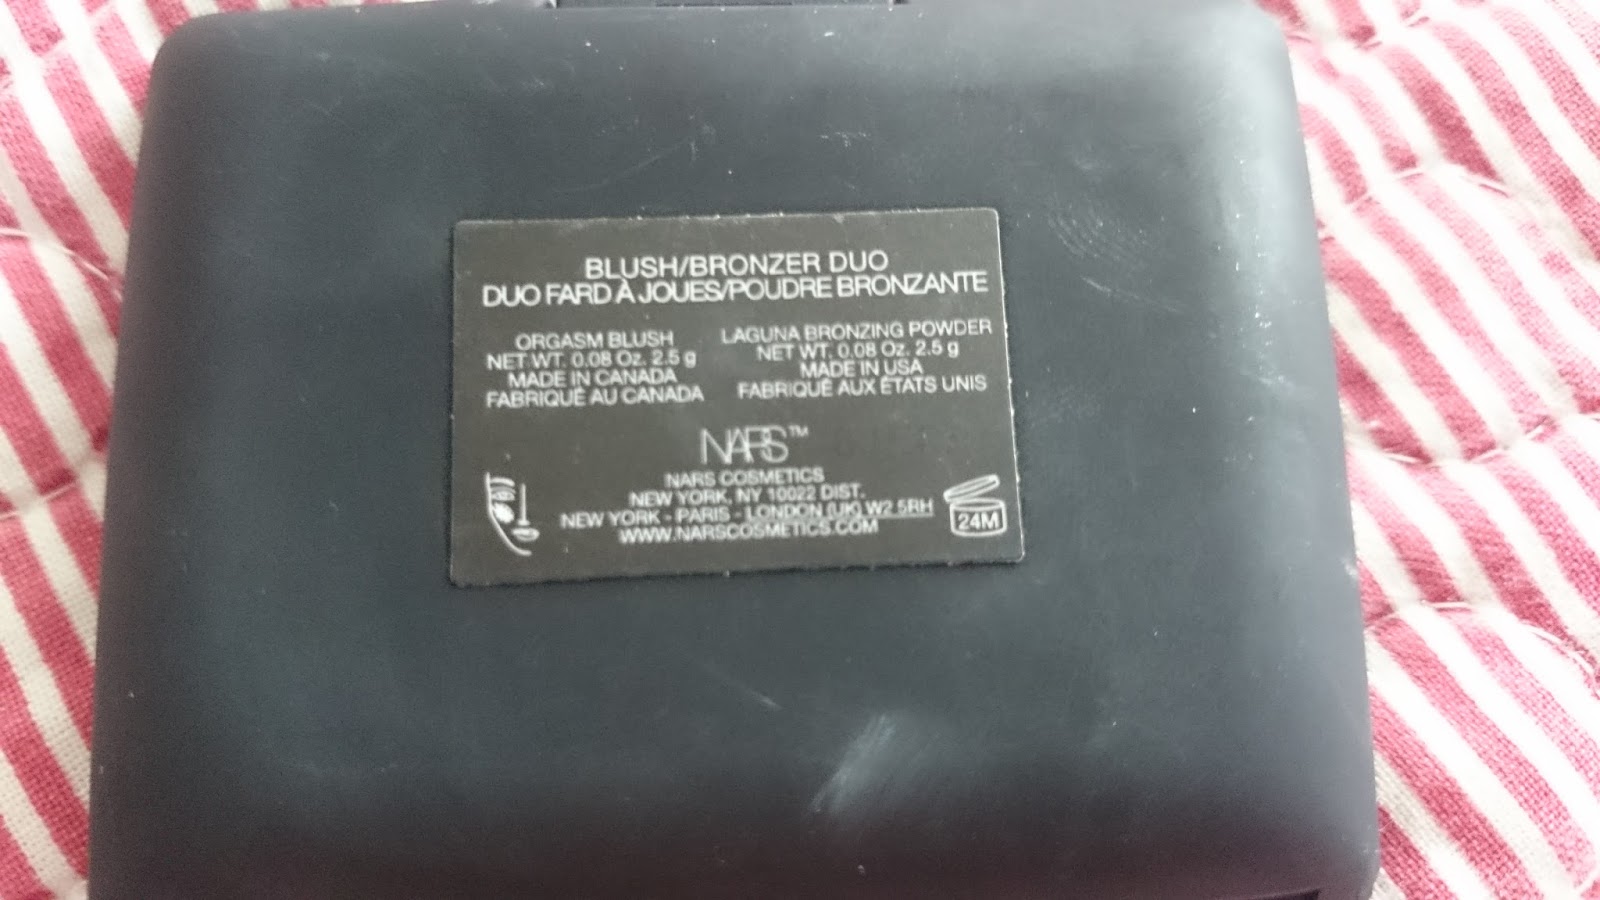 BLUSH/BRONZER DUO
DUO FARD À JOUES/POUDRE BRONZANTE
ORGASM BLUSH
NET WT. 0.08 Oz. 2.5 g
MADE IN CANADA
FABRIQUÉ AU CANADA
LAGUNA BRONZING POWDER
NET WT. 0.08 Oz. 2.5 g
MADE IN USA
FABRIQUÉ AUX ÉTATS UNIS
NARS™
NARS COSMETICS
NEW YORK, NY 10022 DIST.
NEW YORK - PARIS - LONDON (UK) W2 5RH
WWW.NARSCOSMETICS.COM
24M